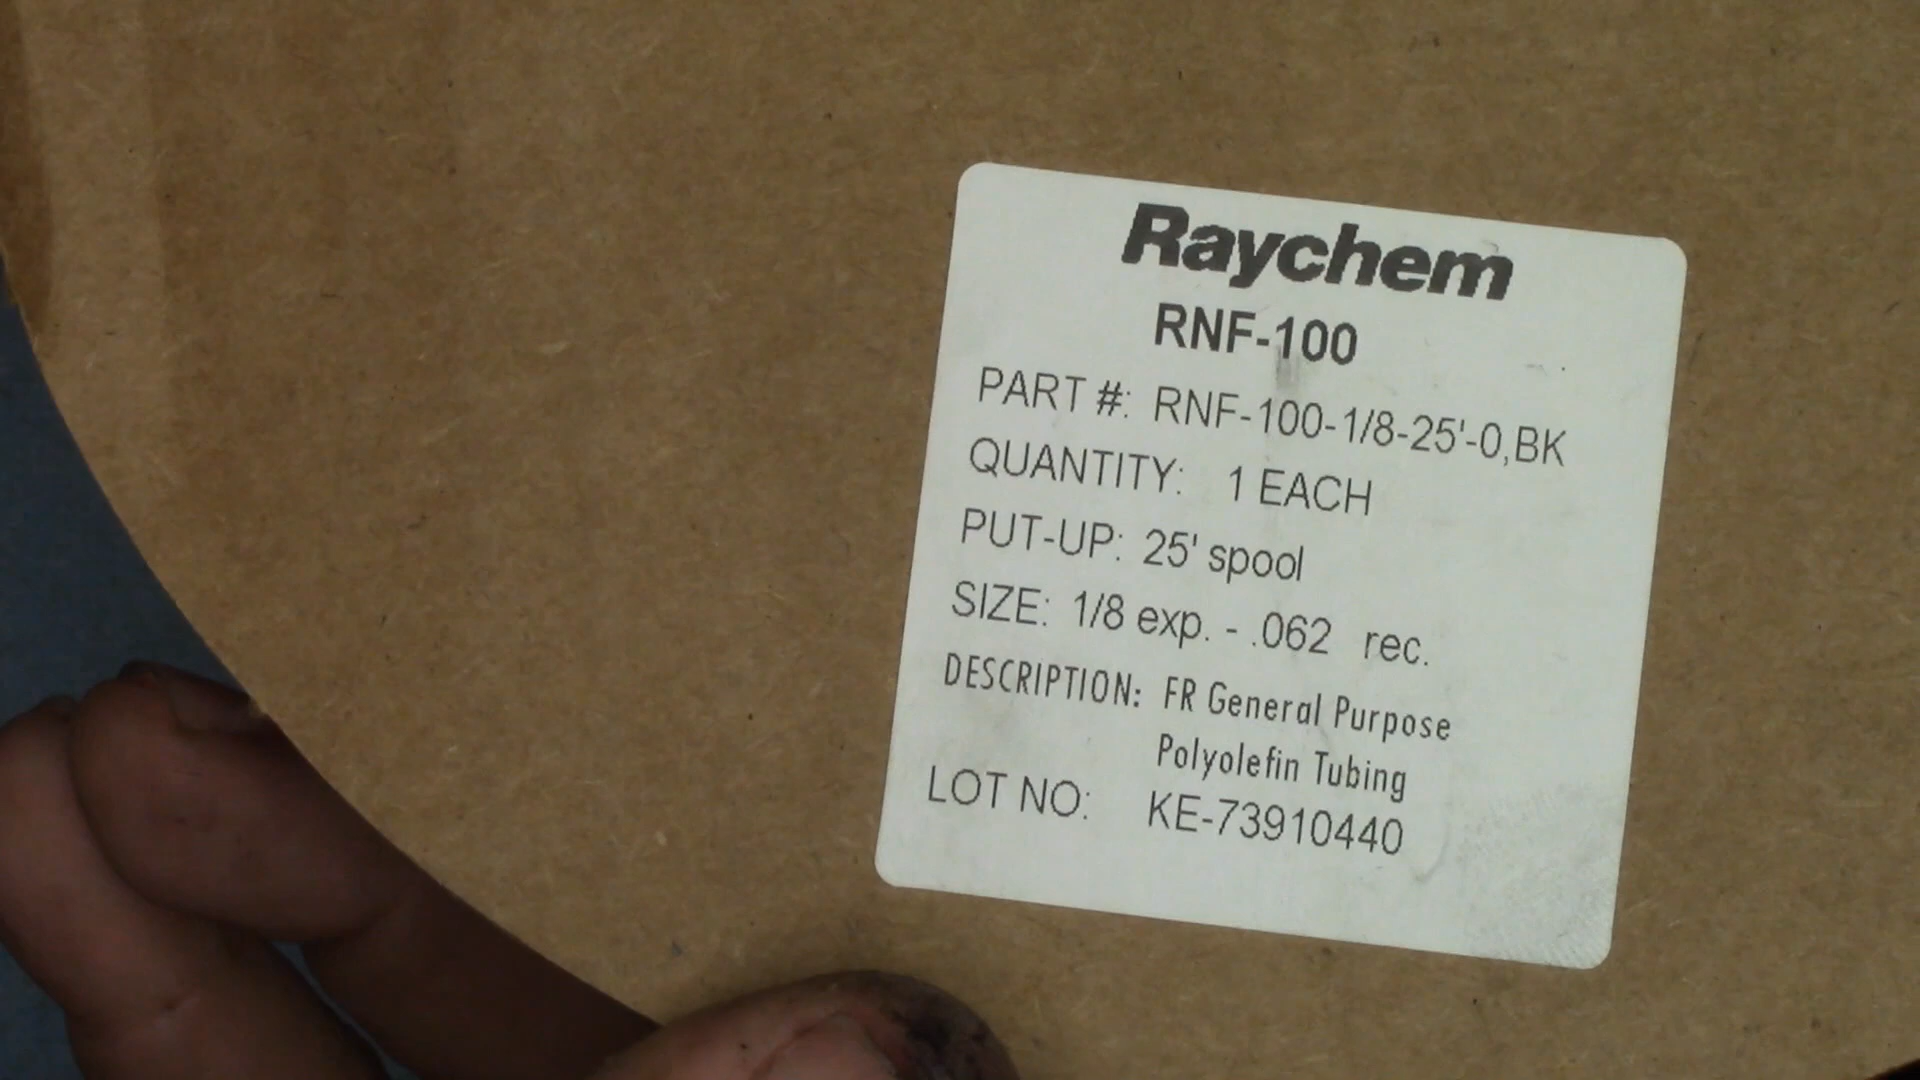 Raychem
RNF-100
PART #: RNF-100-1/8-25'-0,BK
QUANTITY: 1 EACH
PUT-UP: 25' spool
SIZE: 1/8 exp. - .062 rec.
DESCRIPTION: FR General Purpose
Polyolefin Tubing
LOT NO: KE-73910440